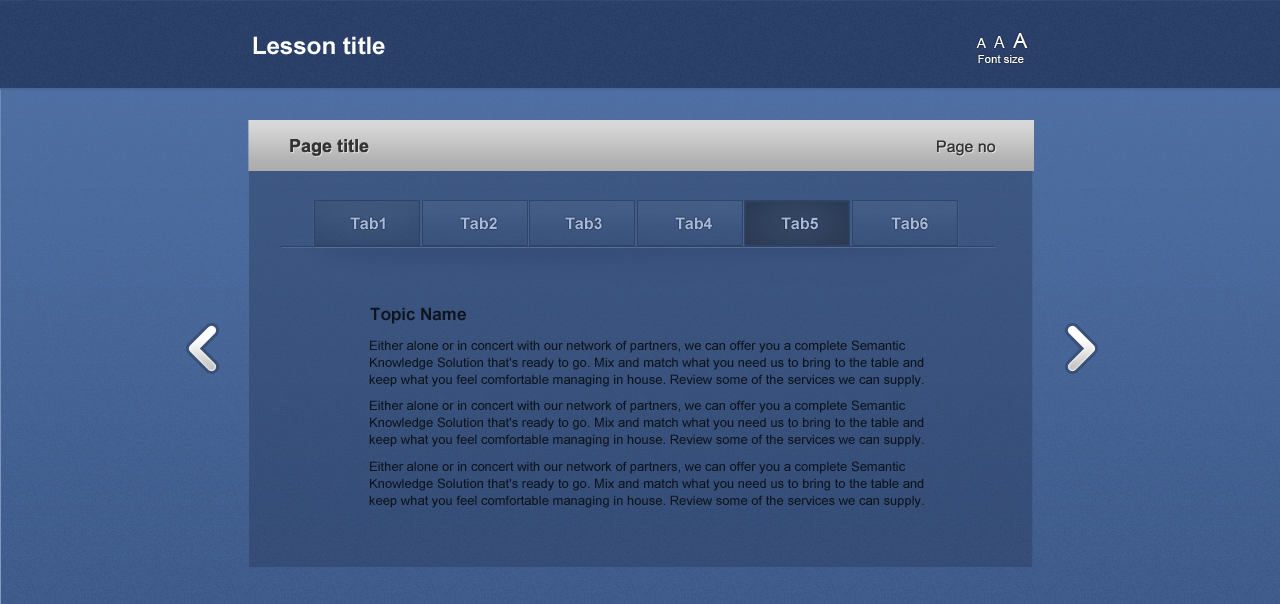 Lesson title
A A A
Font size
Page title
Page no
Tab1 Tab2 Tab3 Tab4 Tab5 Tab6
Topic Name
Either alone or in concert with our network of partners, we can offer you a complete Semantic
Knowledge Solution that's ready to go. Mix and match what you need us to bring to the table and
keep what you feel comfortable managing in house. Review some of the services we can supply.
Either alone or in concert with our network of partners, we can offer you a complete Semantic
Knowledge Solution that's ready to go. Mix and match what you need us to bring to the table and
keep what you feel comfortable managing in house. Review some of the services we can supply.
Either alone or in concert with our network of partners, we can offer you a complete Semantic
Knowledge Solution that's ready to go. Mix and match what you need us to bring to the table and
keep what you feel comfortable managing in house. Review some of the services we can supply.